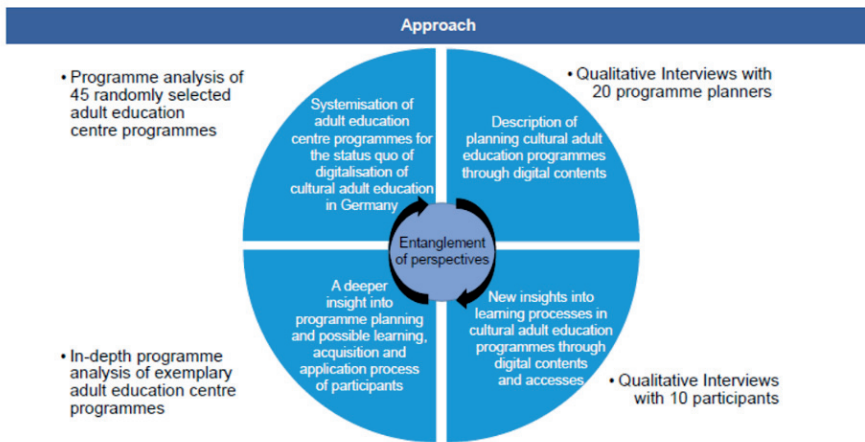 Approach
• Programme analysis of
45 randomly selected
adult education
centre programmes
Systemisation of
adult education
centre programmes for
the status quo of
digitalisation of
cultural adult education
in Germany
Description of
planning cultural adult
education programmes
through digital contents
• Qualitative Interviews with
20 programme planners
Entanglement
of perspectives
• In-depth programme
analysis of exemplary
adult education centre
programmes
A deeper
insight into
programme planning
and possible learning,
acquisition and
application process
of participants
New insights into
learning processes in
cultural adult education
programmes through
digital contents
and accesses
• Qualitative Interviews
with 10 participants